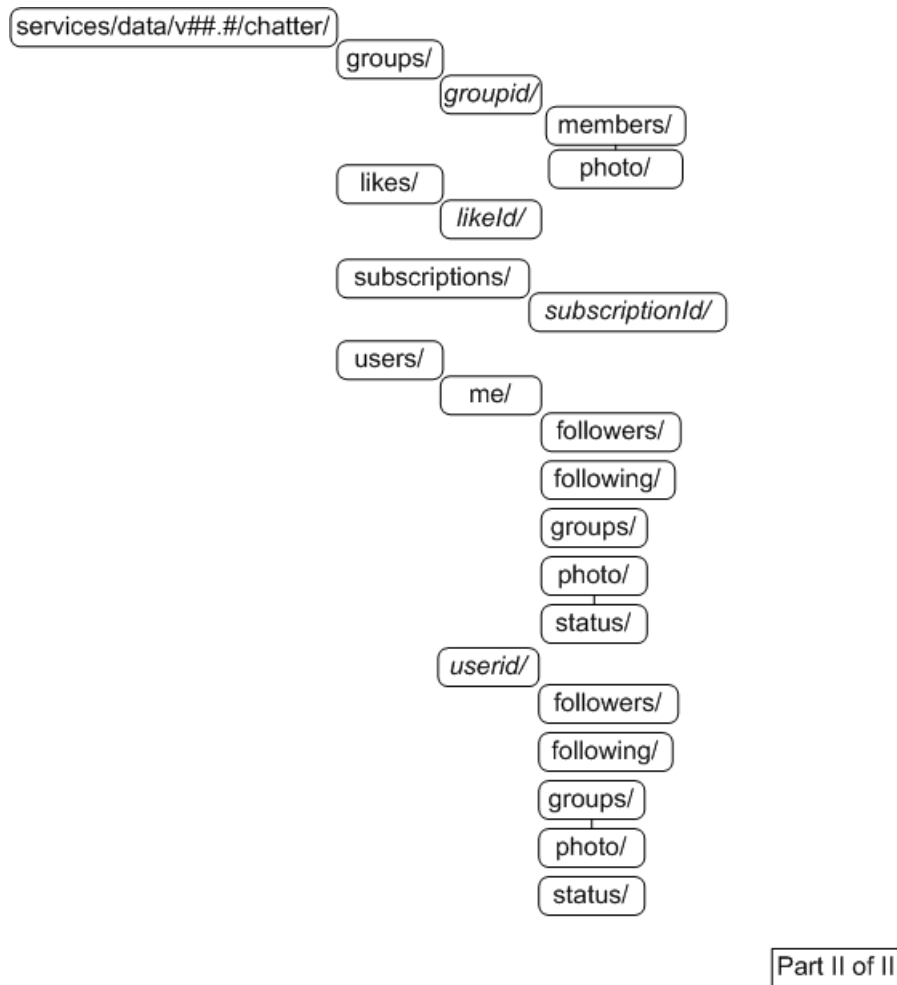 services/data/v##.#/chatter/
groups/
groupid/
members/
photo/
likes/
likeId/
subscriptions/
subscriptionId/
users/
me/
followers/
following/
groups/
photo/
status/
userid/
followers/
following/
groups/
photo/
status/
Part II of II